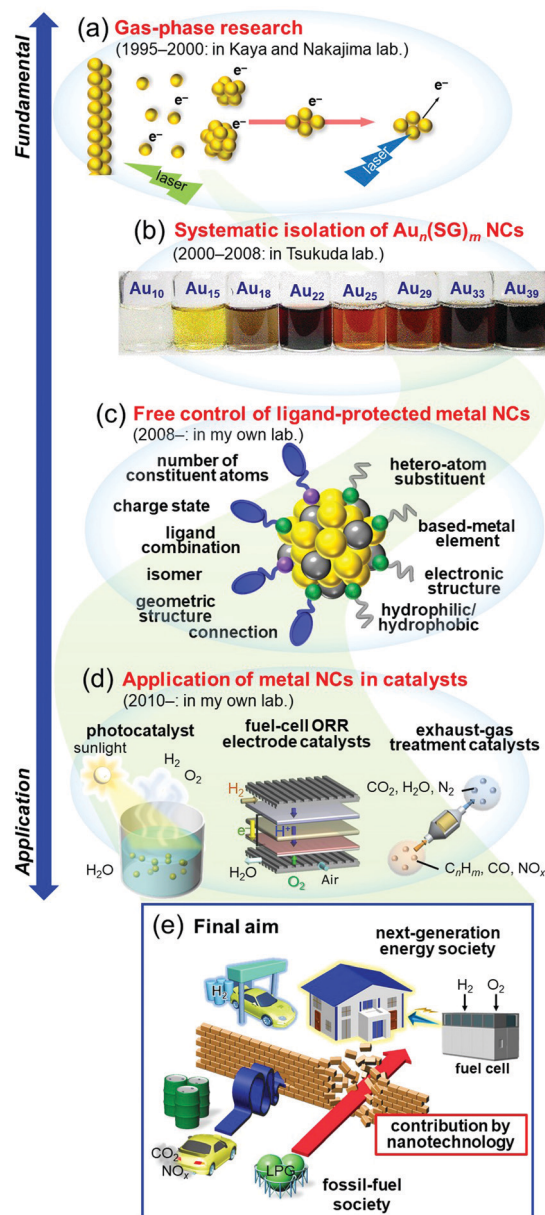 Fundamental
(a) Gas-phase research
(1995–2000: in Kaya and Nakajima lab.)
e–
e–
e–
e–
e–
e–
laser
laser
(b) Systematic isolation of Auₙ(SG)ₘ NCs
(2000–2008: in Tsukuda lab.)
Au₁₀ Au₁₅ Au₁₈ Au₂₂ Au₂₅ Au₂₉ Au₃₃ Au₃₉
(c) Free control of ligand-protected metal NCs
(2008–: in my own lab.)
number of
constituent atoms
charge state
ligand
combination
isomer
geometric
structure
connection
hetero-atom
substituent
based-metal
element
electronic
structure
hydrophilic/
hydrophobic
(d) Application of metal NCs in catalysts
(2010–: in my own lab.)
photocatalyst
sunlight
H₂
O₂
H₂O
fuel-cell ORR
electrode catalysts
H₂
e–
H⁺
H₂O
O₂
Air
exhaust-gas
treatment catalysts
CO₂, H₂O, N₂
CₙHₘ, CO, NOₓ
Application
(e) Final aim
next-generation
energy society
H₂
H₂ O₂
fuel cell
contribution by
nanotechnology
CO₂
NOₓ
LPG
fossil-fuel
society